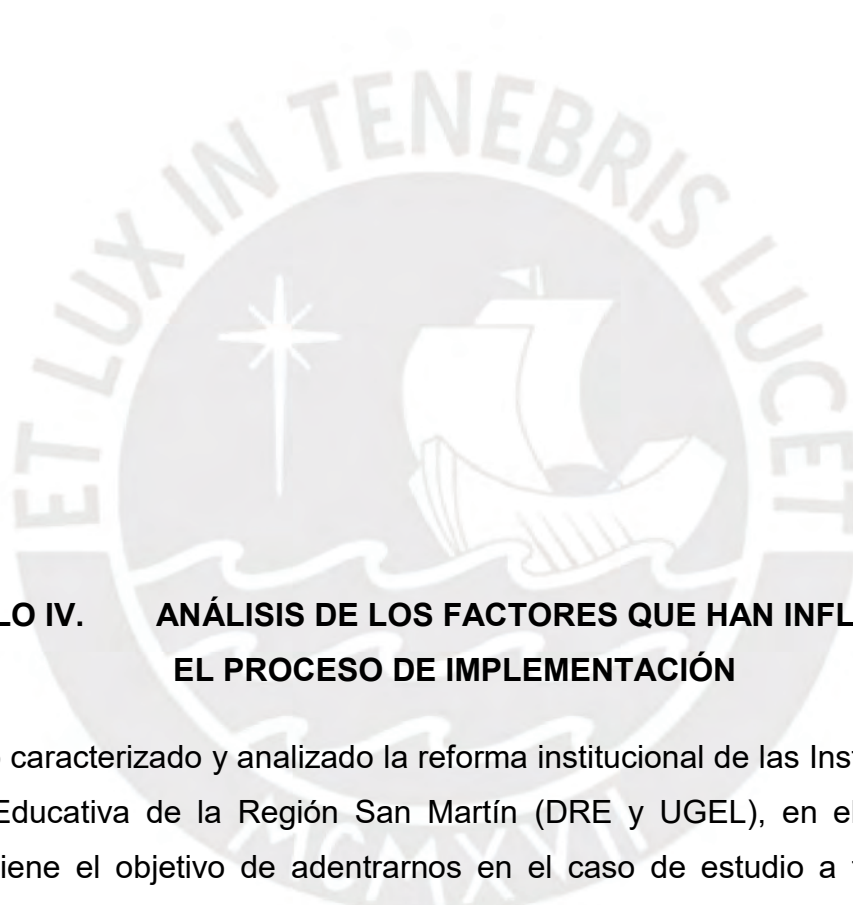 ET LUX IN TENEBRIS LUCET
LO IV. ANÁLISIS DE LOS FACTORES QUE HAN INFL
EL PROCESO DE IMPLEMENTACIÓN
caracterizado y analizado la reforma institucional de las Inst
Educativa de la Región San Martín (DRE y UGEL), en el
iene el objetivo de adentrarnos en el caso de estudio a
MCMXVII